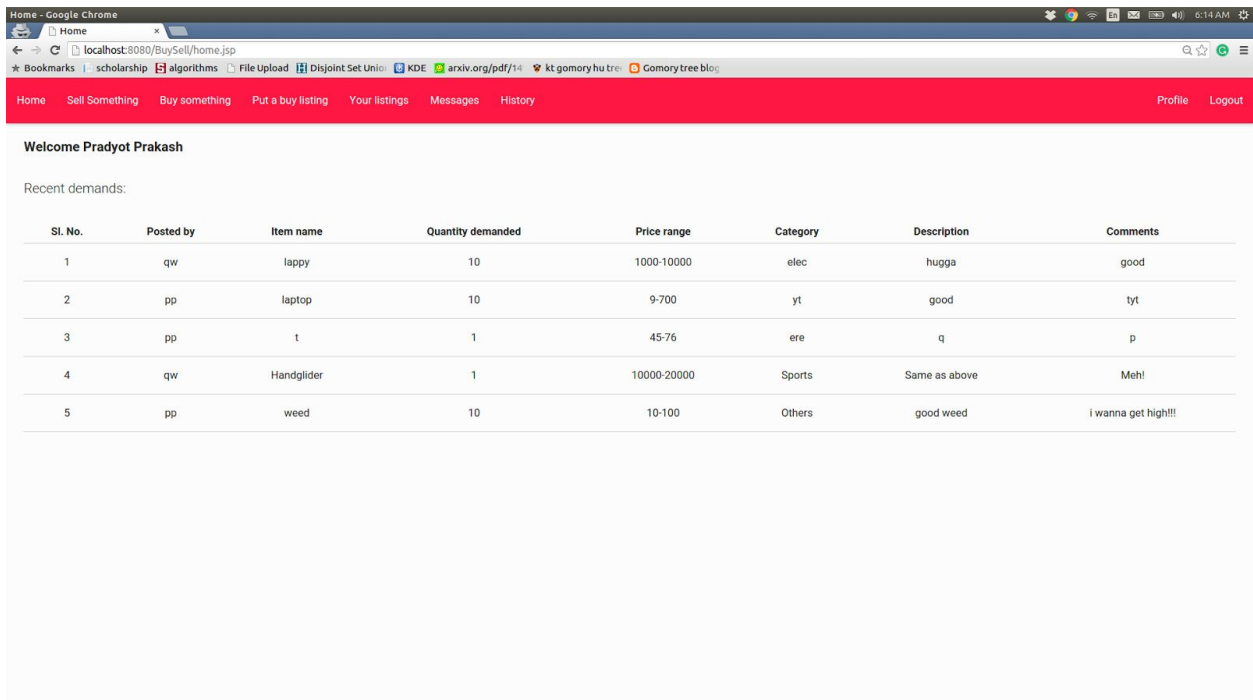 Home - Google Chrome En 6:14 AM
Home ×
localhost:8080/BuySell/home.jsp
Bookmarks scholarship algorithms File Upload Disjoint Set Unio KDE arxiv.org/pdf/14 kt gomory hu tre Gomory tree blog
Home Sell Something Buy something Put a buy listing Your listings Messages History Profile Logout
Welcome Pradyot Prakash
Recent demands:
Sl. No. Posted by Item name Quantity demanded Price range Category Description Comments
1 qw lappy 10 1000-10000 elec hugga good
2 pp laptop 10 9-700 yt good tyt
3 pp t 1 45-76 ere q p
4 qw Handglider 1 10000-20000 Sports Same as above Meh!
5 pp weed 10 10-100 Others good weed i wanna get high!!!